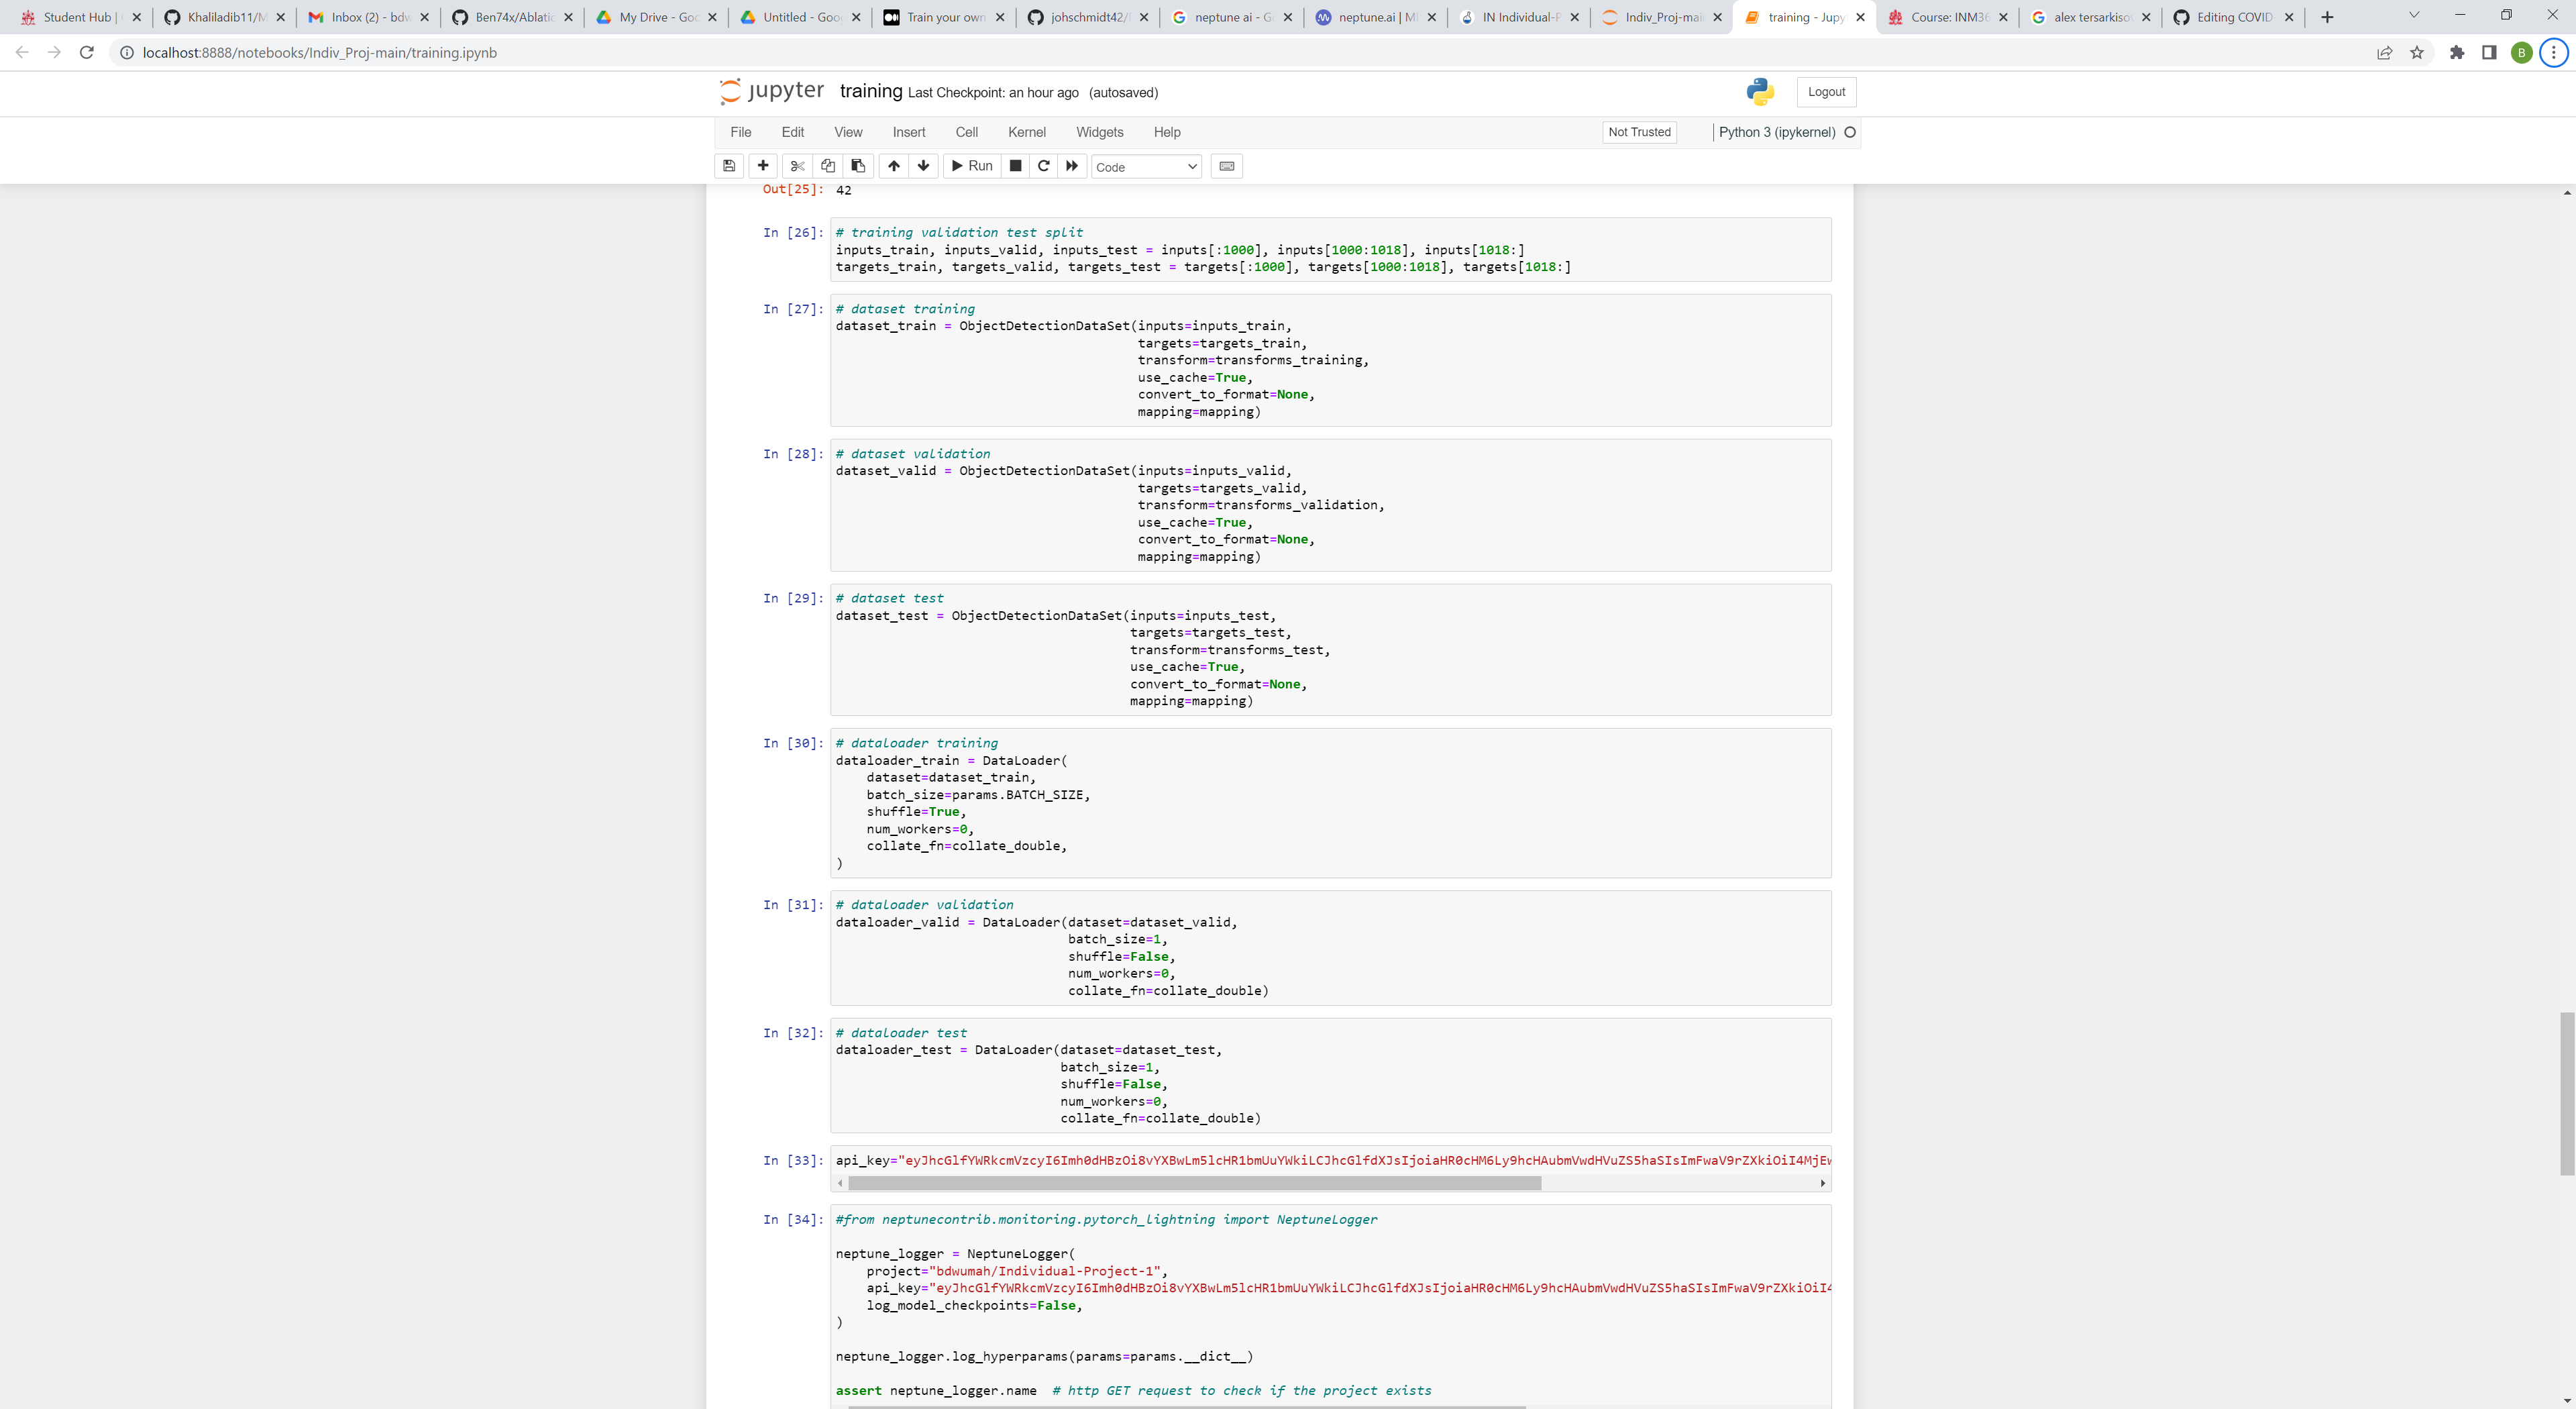 Student Hub |
Khaliladib11/M
Inbox (2) - bdw
Ben74x/Ablatic
My Drive - Goo
Untitled - Goog
Train your own
johschmidt42/
neptune ai - G
neptune.ai | M
IN Individual-P
Indiv_Proj-mai
training - Jupy
Course: INM36
alex tersarkiso
Editing COVID
localhost:8888/notebooks/Indiv_Proj-main/training.ipynb
B
jupyter training Last Checkpoint: an hour ago (autosaved)
Logout
File Edit View Insert Cell Kernel Widgets Help
Not Trusted
Python 3 (ipykernel)
Run
Code
Out[25]: 42
In [26]: # training validation test split
inputs_train, inputs_valid, inputs_test = inputs[:1000], inputs[1000:1018], inputs[1018:]
targets_train, targets_valid, targets_test = targets[:1000], targets[1000:1018], targets[1018:]
In [27]: # dataset training
dataset_train = ObjectDetectionDataSet(inputs=inputs_train,
targets=targets_train,
transform=transforms_training,
use_cache=True,
convert_to_format=None,
mapping=mapping)
In [28]: # dataset validation
dataset_valid = ObjectDetectionDataSet(inputs=inputs_valid,
targets=targets_valid,
transform=transforms_validation,
use_cache=True,
convert_to_format=None,
mapping=mapping)
In [29]: # dataset test
dataset_test = ObjectDetectionDataSet(inputs=inputs_test,
targets=targets_test,
transform=transforms_test,
use_cache=True,
convert_to_format=None,
mapping=mapping)
In [30]: # dataloader training
dataloader_train = DataLoader(
dataset=dataset_train,
batch_size=params.BATCH_SIZE,
shuffle=True,
num_workers=0,
collate_fn=collate_double,
)
In [31]: # dataloader validation
dataloader_valid = DataLoader(dataset=dataset_valid,
batch_size=1,
shuffle=False,
num_workers=0,
collate_fn=collate_double)
In [32]: # dataloader test
dataloader_test = DataLoader(dataset=dataset_test,
batch_size=1,
shuffle=False,
num_workers=0,
collate_fn=collate_double)
In [33]: api_key="eyJhcGlfYWRkcmVzcyI6Imh0dHBzOi8vYXBwLm5lcHR1bmUuYWkiLCJhcGlfdXJsIjoiaHR0cHM6Ly9hcHAubmVwdHVuZS5haSIsImFwaV9rZXkiOiI4MjEw
In [34]: #from neptunecontrib.monitoring.pytorch_lightning import NeptuneLogger
neptune_logger = NeptuneLogger(
project="bdwumah/Individual-Project-1",
api_key="eyJhcGlfYWRkcmVzcyI6Imh0dHBzOi8vYXBwLm5lcHR1bmUuYWkiLCJhcGlfdXJsIjoiaHR0cHM6Ly9hcHAubmVwdHVuZS5haSIsImFwaV9rZXkiOiI4
log_model_checkpoints=False,
)
neptune_logger.log_hyperparams(params=params.__dict__)
assert neptune_logger.name # http GET request to check if the project exists